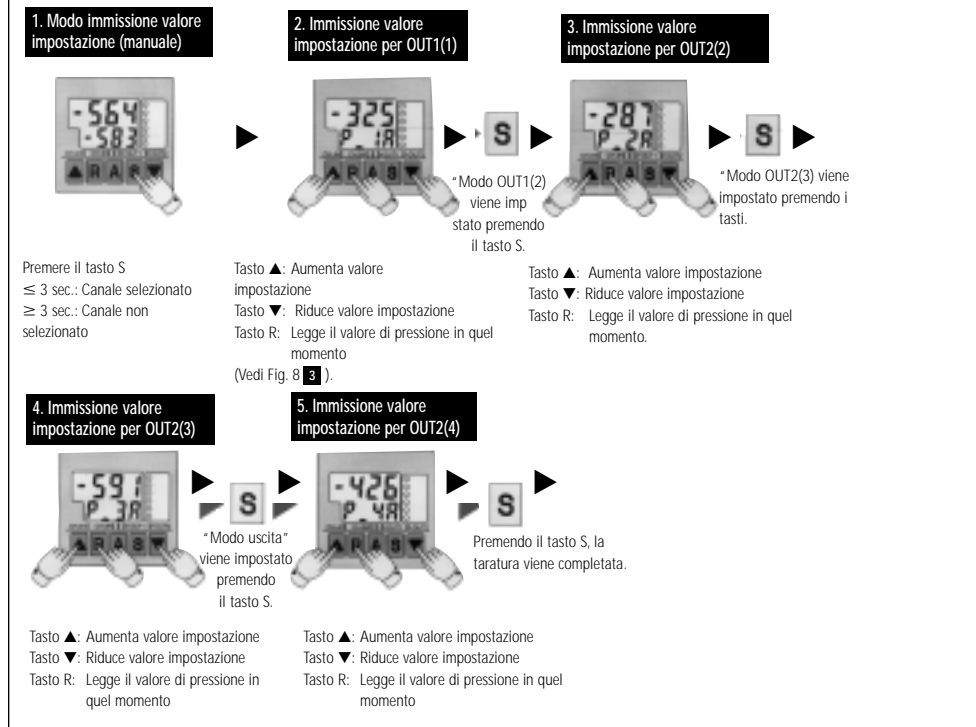 1. Modo immissione valore
impostazione (manuale)
-564
-583
▲ R A S ▼
Premere il tasto S
≤ 3 sec.: Canale selezionato
≥ 3 sec.: Canale non
selezionato
2. Immissione valore
impostazione per OUT1(1)
-325
P_1A
▲ R A S ▼
S
"Modo OUT1(2)
viene imp
stato premendo
il tasto S.
Tasto ▲: Aumenta valore
impostazione
Tasto ▼: Riduce valore impostazione
Tasto R: Legge il valore di pressione in quel
momento
(Vedi Fig. 8 3 ).
3. Immissione valore
impostazione per OUT2(2)
-287
P_2A
▲ R A S ▼
S
"Modo OUT2(3) viene
impostato premendo i
tasti.
Tasto ▲: Aumenta valore impostazione
Tasto ▼: Riduce valore impostazione
Tasto R: Legge il valore di pressione in quel
momento.
4. Immissione valore
impostazione per OUT2(3)
-591
P_3A
▲ R A S ▼
S
"Modo uscita"
viene impostato
premendo
il tasto S.
Tasto ▲: Aumenta valore impostazione
Tasto ▼: Riduce valore impostazione
Tasto R: Legge il valore di pressione in
quel momento
5. Immissione valore
impostazione per OUT2(4)
-426
P_4A
▲ R A S ▼
S
Premendo il tasto S, la
taratura viene completata.
Tasto ▲: Aumenta valore impostazione
Tasto ▼: Riduce valore impostazione
Tasto R: Legge il valore di pressione in quel
momento